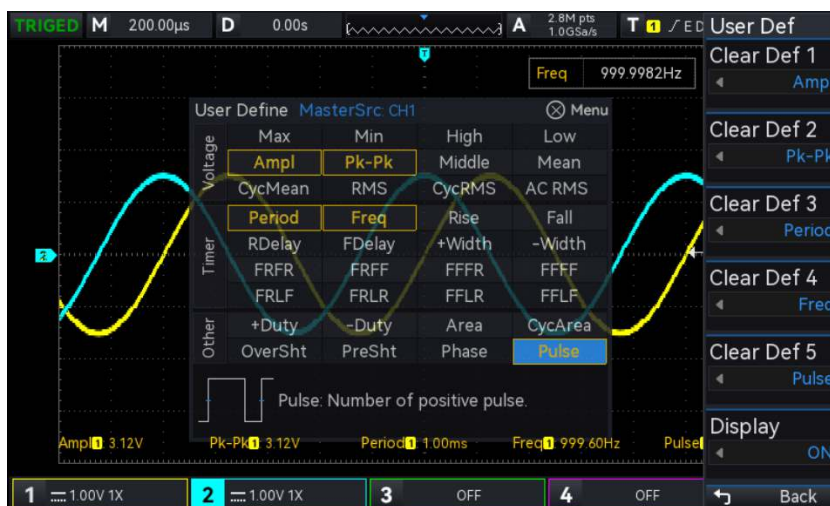 TRIGED M 200.00μs D 0.00s A 2.8M pts 1.0GSa/s T 1 ED
T
Freq 999.9982Hz
User Define MasterSrc: CH1 Menu
Voltage
Max Min High Low
Ampl Pk-Pk Middle Mean
CycMean RMS CycRMS AC RMS
Timer
Period Freq Rise Fall
RDelay FDelay +Width -Width
FRFR FRFF FFFR FFFF
FRLF FRLR FFLR FFLF
Other
+Duty -Duty Area CycArea
OverSht PreSht Phase Pulse
Pulse: Number of positive pulse.
2
Ampl 1: 3.12V Pk-Pk 1: 3.12V Period 1: 1.00ms Freq 1: 999.60Hz Pulse
1 1.00V 1X 2 1.00V 1X 3 OFF 4 OFF
User Def
Clear Def 1
Ampl
Clear Def 2
Pk-Pk
Clear Def 3
Period
Clear Def 4
Freq
Clear Def 5
Pulse
Display
ON
Back